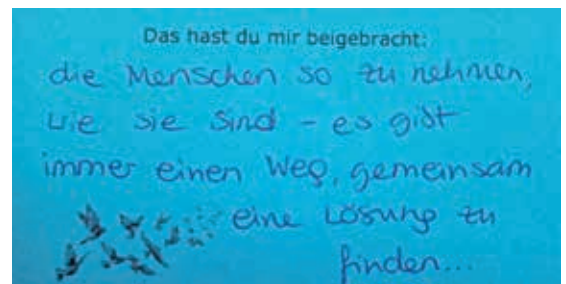 Das hast du mir beigebracht:
die Menschen so zu nehmen,
wie sie sind - es gibt
immer einen Weg, gemeinsam
eine Lösung zu
finden...